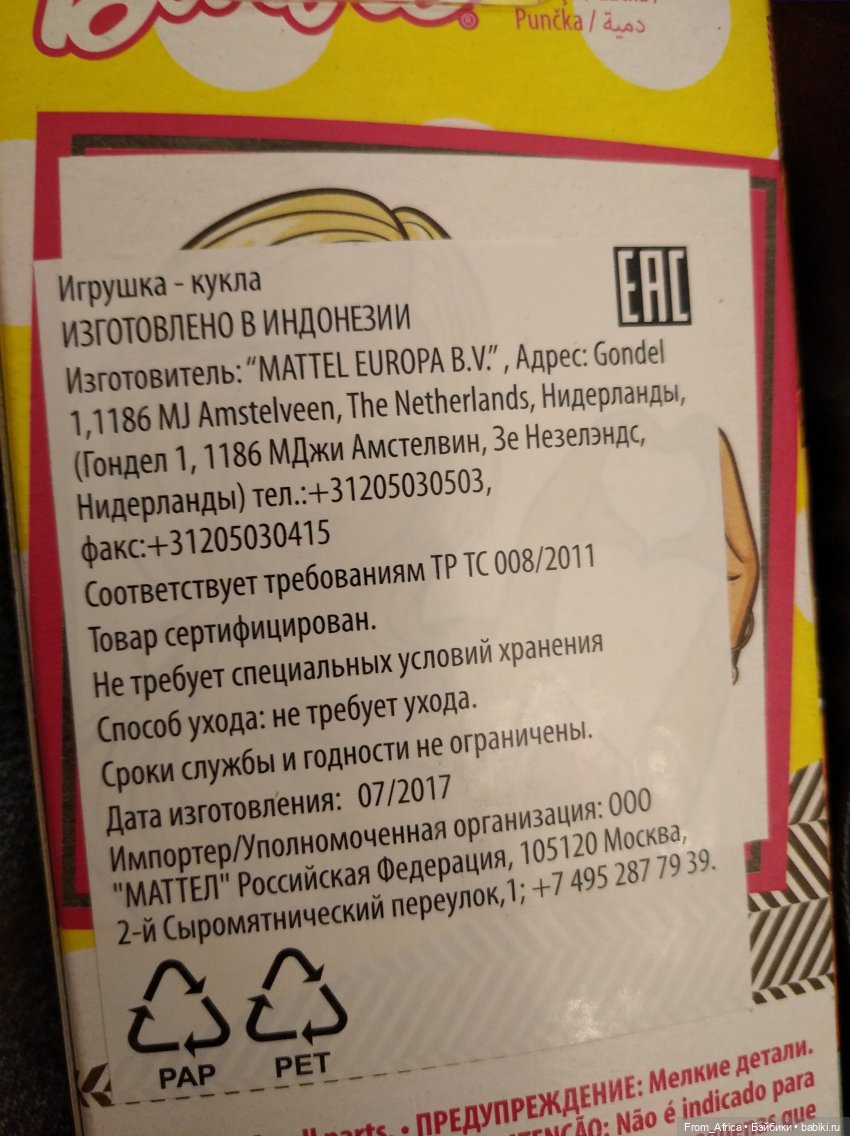 Barbie ®
Punčka / دمية
Игрушка - кукла
EAC
ИЗГОТОВЛЕНО В ИНДОНЕЗИИ
Изготовитель: “MATTEL EUROPA B.V.” , Адрес: Gondel
1,1186 MJ Amstelveen, The Netherlands, Нидерланды,
(Гондел 1, 1186 МДжи Амстелвин, Зе Незелэндс,
Нидерланды) тел.:+31205030503,
факс:+31205030415
Соответствует требованиям ТР ТС 008/2011
Товар сертифицирован.
Не требует специальных условий хранения
Способ ухода: не требует ухода.
Сроки службы и годности не ограничены.
Дата изготовления: 07/2017
Импортер/Уполномоченная организация: ООО
"МАТТЕЛ" Российская Федерация, 105120 Москва,
2-й Сыромятнический переулок,1; +7 495 287 79 39.
PAP PET
parts. • ПРЕДУПРЕЖДЕНИЕ: Мелкие детали.
Não é indicado para
que
From_Africa • Бэйбики • babiki.ru